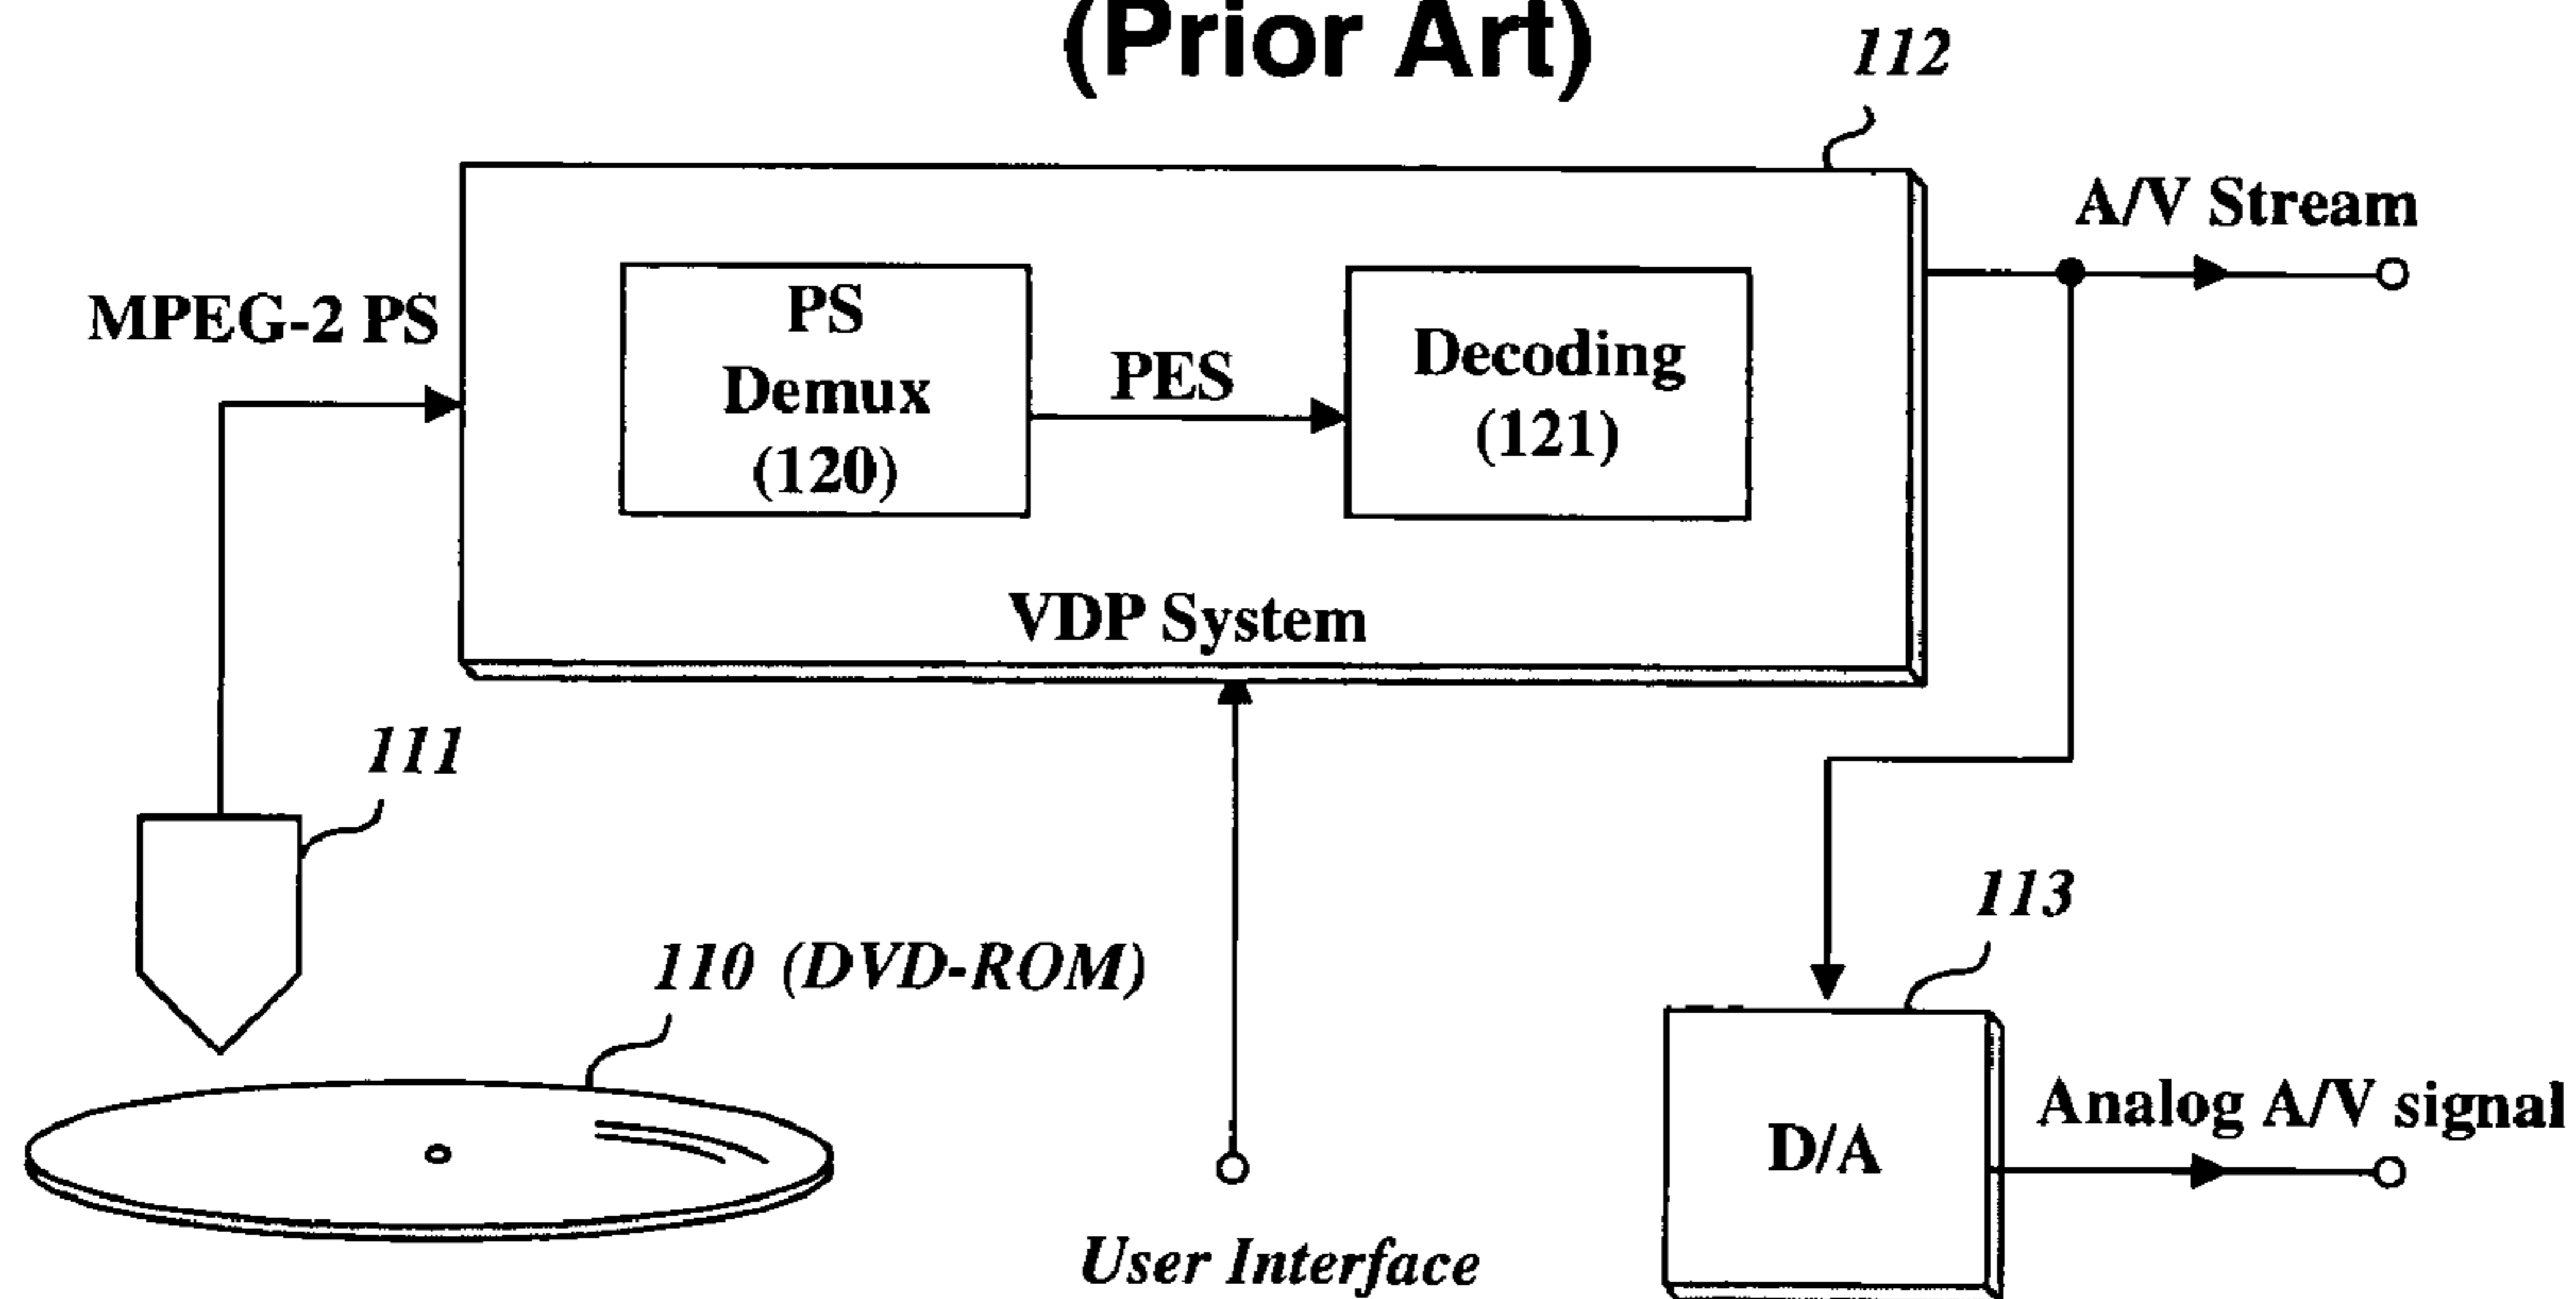 (Prior Art)
112
A/V Stream
MPEG-2 PS
PS
Demux
(120)
PES
Decoding
(121)
VDP System
111
110 (DVD-ROM)
113
D/A
Analog A/V signal
User Interface